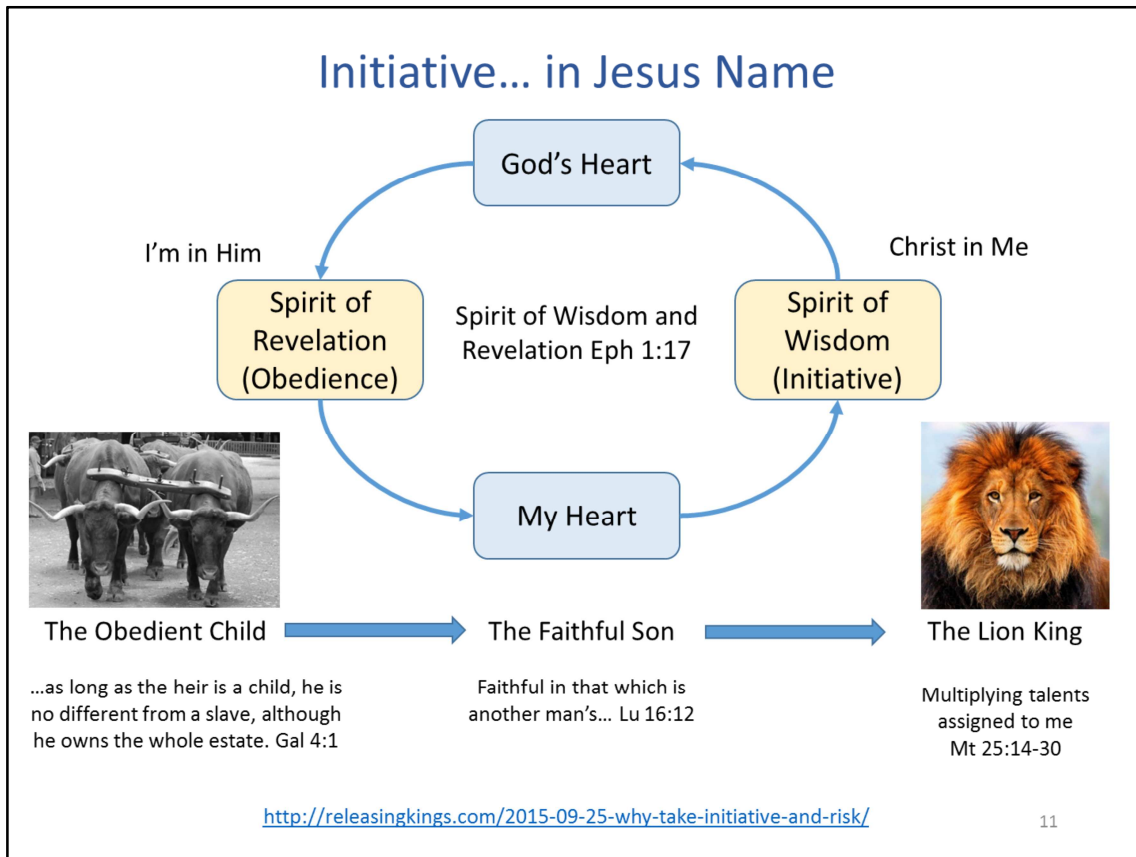 Initiative… in Jesus Name
God's Heart
I'm in Him
Christ in Me
Spirit of
Revelation
(Obedience)
Spirit of Wisdom and
Revelation Eph 1:17
Spirit of
Wisdom
(Initiative)
My Heart
The Obedient Child
The Faithful Son
The Lion King
…as long as the heir is a child, he is
no different from a slave, although
he owns the whole estate. Gal 4:1
Faithful in that which is
another man's… Lu 16:12
Multiplying talents
assigned to me
Mt 25:14-30
http://releasingkings.com/2015-09-25-why-take-initiative-and-risk/
11